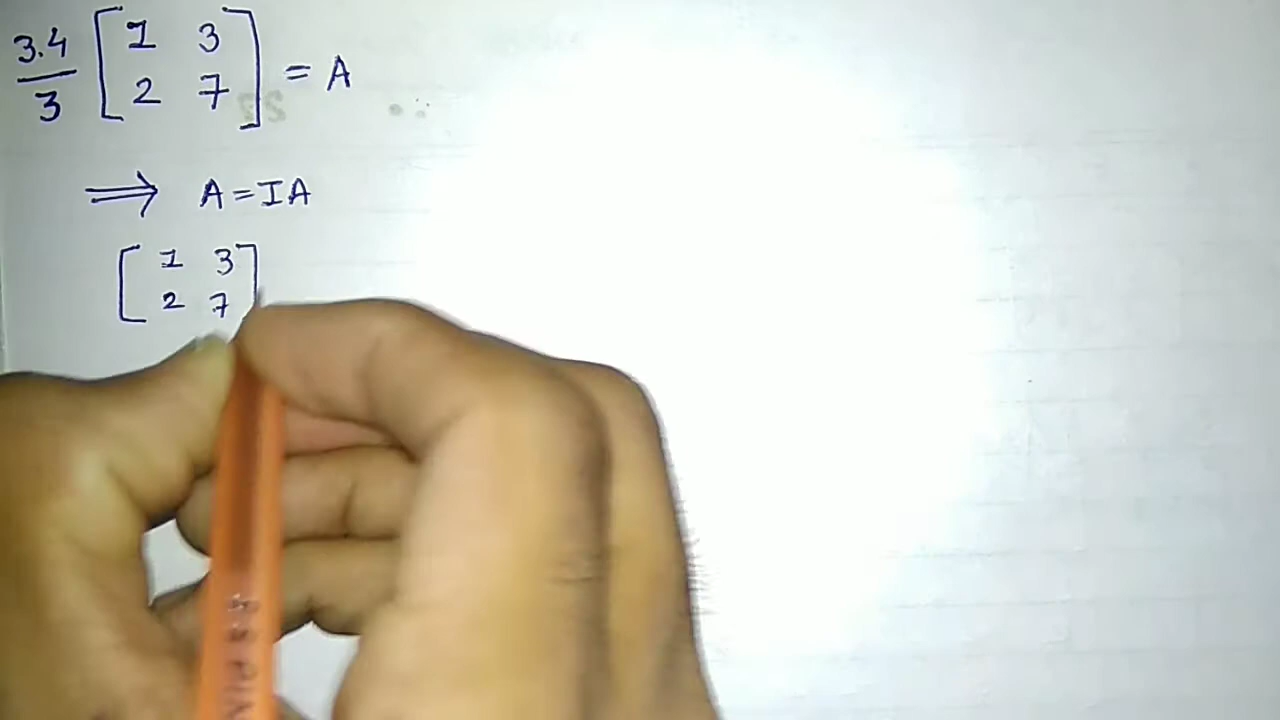 3.4/3 [1 3
2 7] = A
⇒ A = IA
[1 3
2 7]